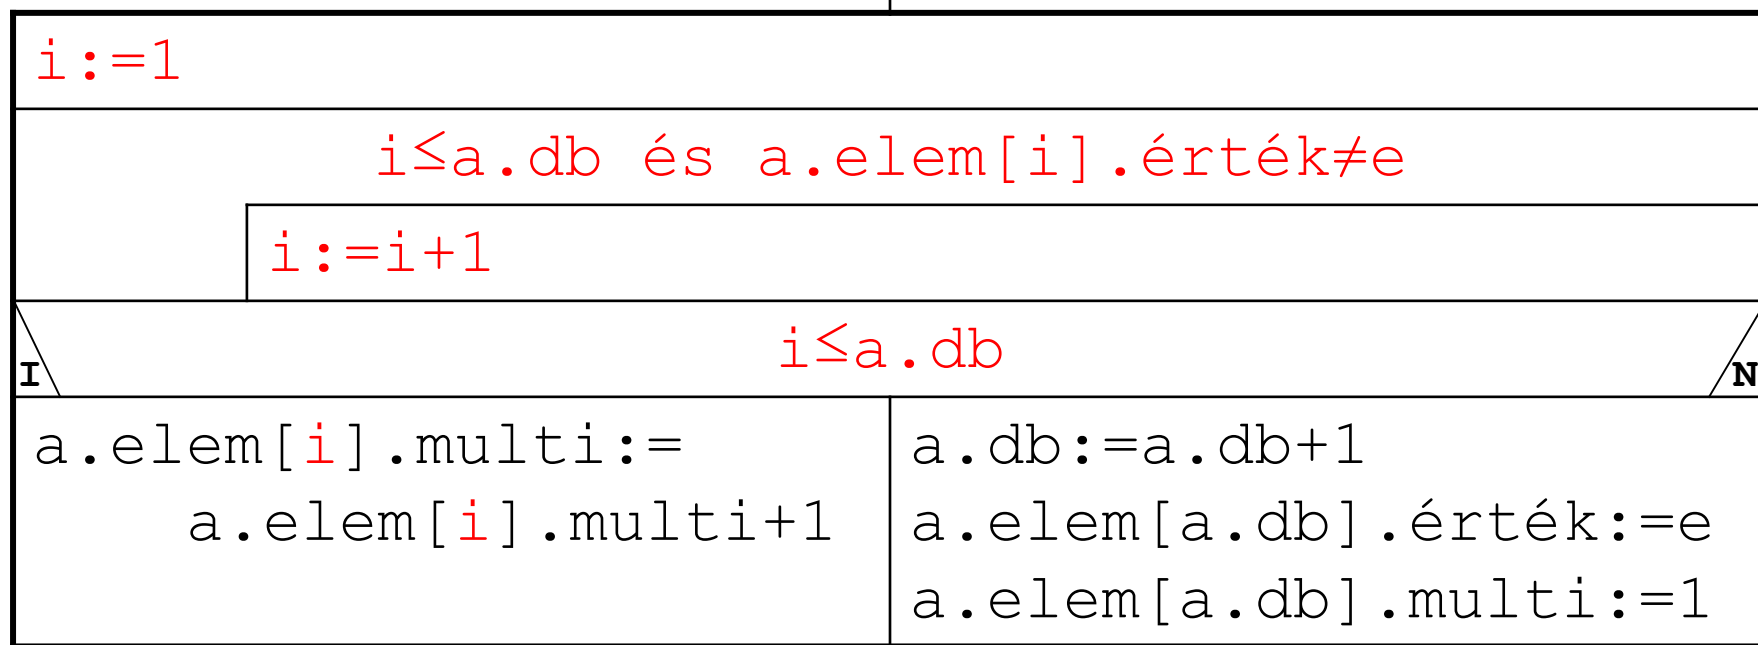 i:=1
i≤a.db és a.elem[i].érték≠e
i:=i+1
i≤a.db
I
N
a.elem[i].multi:=
a.elem[i].multi+1
a.db:=a.db+1
a.elem[a.db].érték:=e
a.elem[a.db].multi:=1